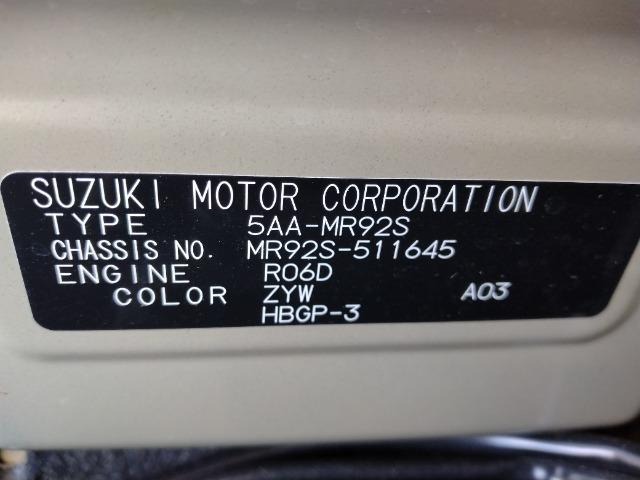 SUZUKI MOTOR CORPORATION
TYPE 5AA-MR92S
CHASSIS NO. MR92S-511645
ENGINE R06D
COLOR ZYW A03
HBGP-3